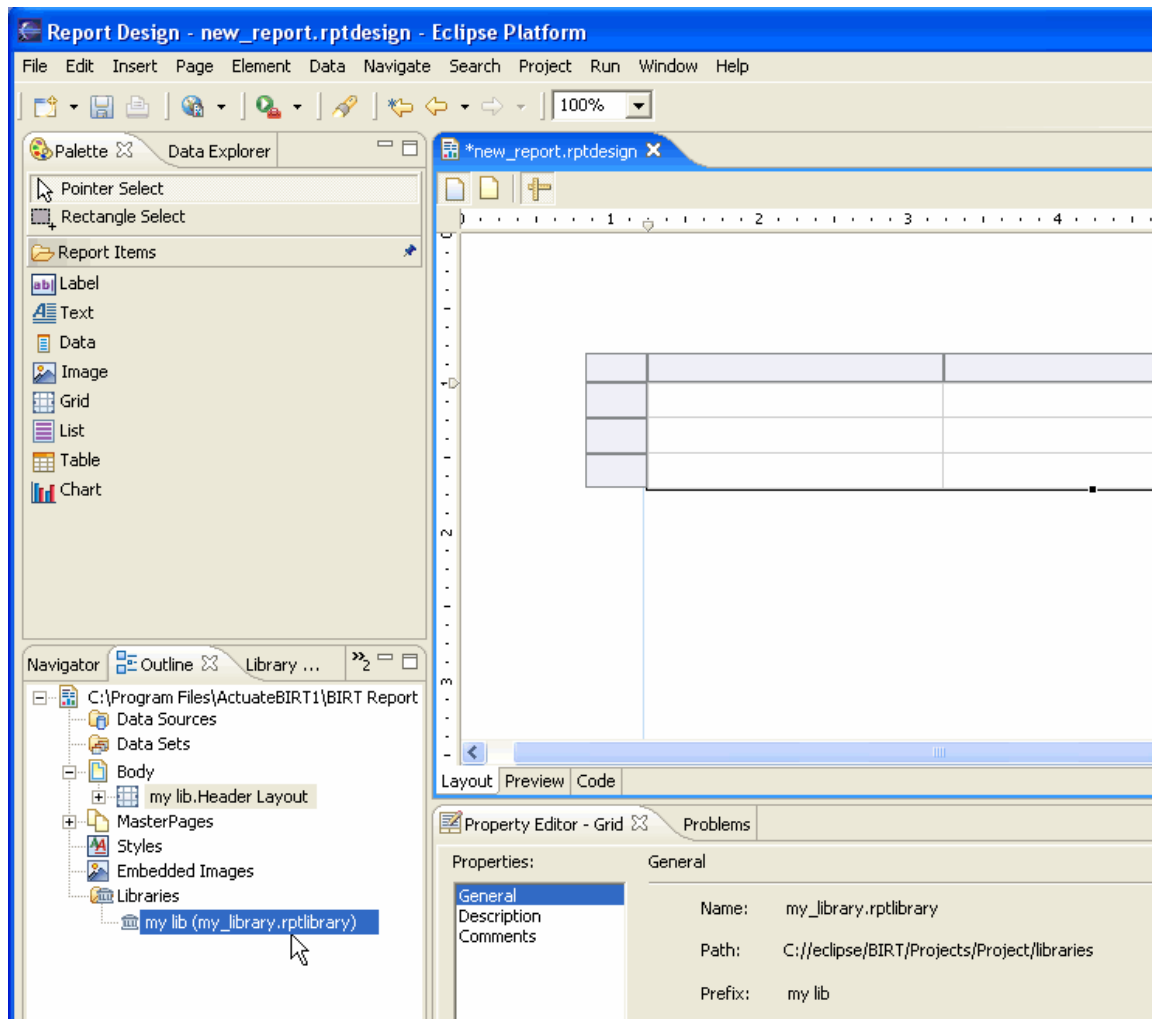 Report Design - new_report.rptdesign - Eclipse Platform
File Edit Insert Page Element Data Navigate Search Project Run Window Help
100%
Palette Data Explorer
Pointer Select
Rectangle Select
Report Items
Label
Text
Data
Image
Grid
List
Table
Chart
*new_report.rptdesign
1 2 3 4
2
3
Layout Preview Code
Navigator Outline Library ... »2
C:\Program Files\ActuateBIRT1\BIRT Report
Data Sources
Data Sets
Body
my lib.Header Layout
MasterPages
Styles
Embedded Images
Libraries
my lib (my_library.rptlibrary)
Property Editor - Grid Problems
Properties:
General
Description
Comments
General
Name: my_library.rptlibrary
Path: C://eclipse/BIRT/Projects/Project/libraries
Prefix: my lib